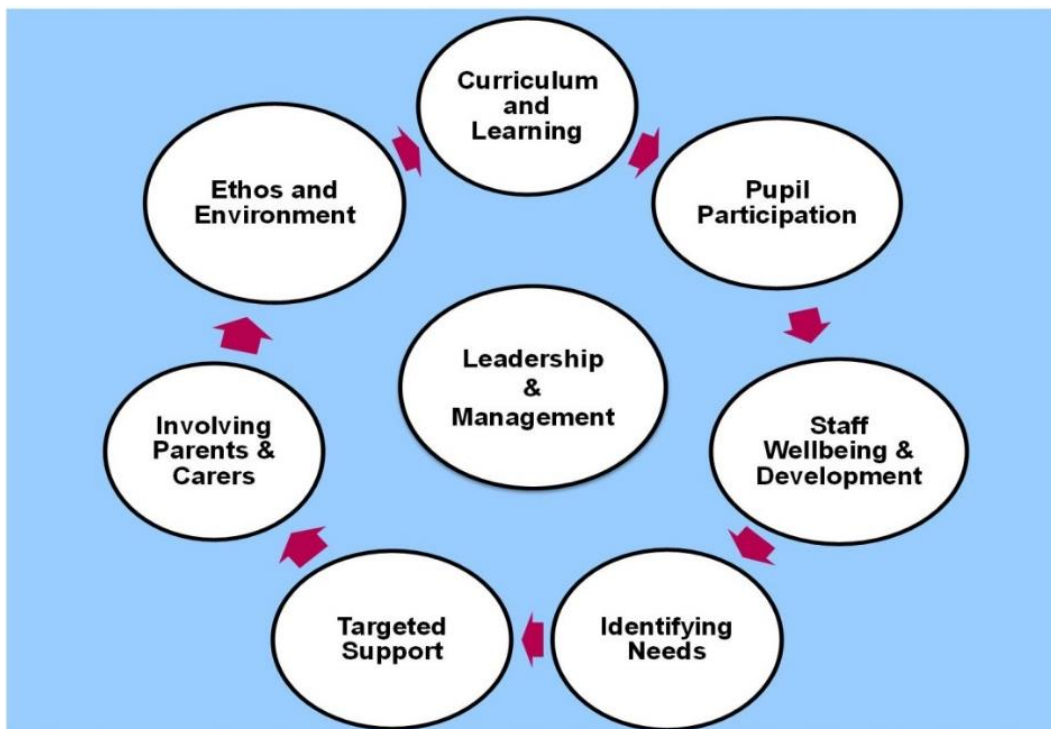 Curriculum
and
Learning
Ethos and
Environment
Pupil
Participation
Leadership
&
Management
Involving
Parents &
Carers
Staff
Wellbeing &
Development
Targeted
Support
Identifying
Needs